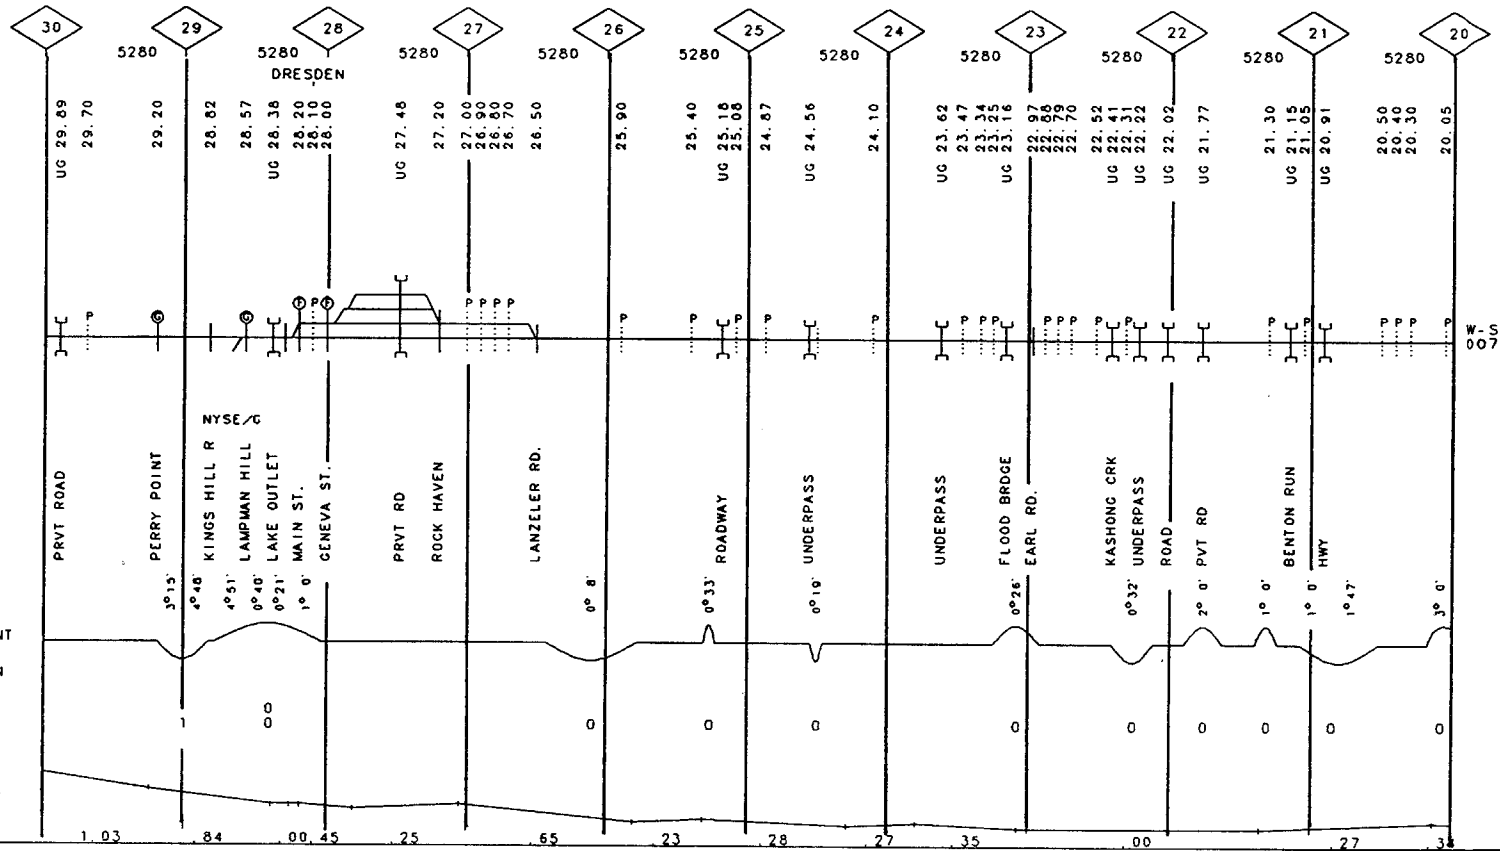 30 29 28 27 26 25 24 23 22 21 20
5280 5280 5280 5280 5280 5280 5280 5280 5280 5280
DRESDEN
UG 29.89
29.70
29.20
28.82
28.57
UG 28.38
28.20
28.10
28.00
UG 27.48
27.20
27.00
26.90
26.80
26.70
26.50
25.90
25.40
UG 25.18
25.08
24.87
UG 24.56
24.10
UG 23.62
23.47
23.34
23.25
UG 23.16
22.97
22.88
22.79
22.70
22.52
UG 22.41
22.31
UG 22.22
UG 22.02
UG 21.77
21.30
UG 21.15
21.05
UG 20.91
20.50
20.40
20.30
20.05
P G G F P F P P P P P P P P P P P P P P P P P P P P P P P
W-S
007
NYSE/G
PRVT ROAD
PERRY POINT
KINGS HILL R
LAMPMAN HILL
LAKE OUTLET
MAIN ST.
GENEVA ST.
PRVT RD
ROCK HAVEN
LANZELER RD.
ROADWAY
UNDERPASS
UNDERPASS
FLOOD BRDGE
EARL RD.
KASHONG CRK
UNDERPASS
ROAD
PVT RD
BENTON RUN
HWY
3°15'
4°48'
4°51'
0°40'
0°21'
1° 0'
0° 8'
0°33'
0°19'
0°26'
0°32'
2° 0'
1° 0'
1° 0'
1°47'
3° 0'
NT
N
0
1 0 0 0 0 0 0 0 0 0 0
1.03 .84 .00 .45 .25 .65 .23 .28 .27 .35 .00 .27